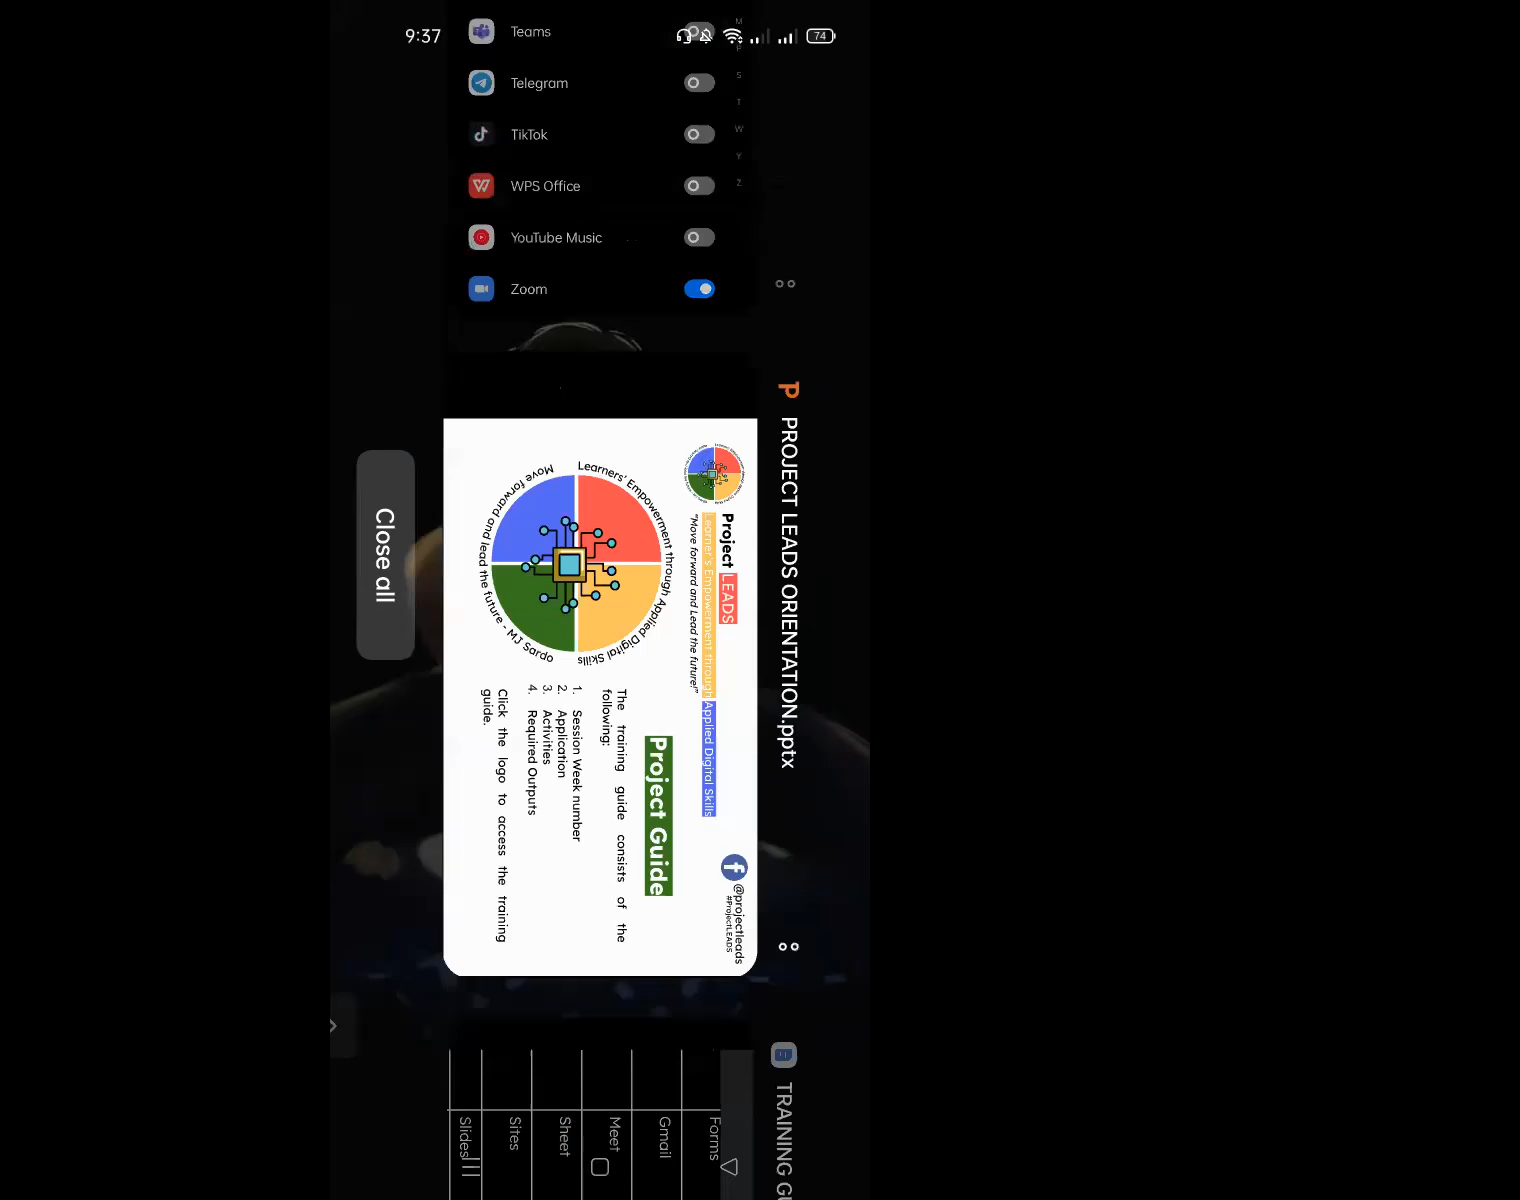 9:37
74
Teams
Telegram
TikTok
WPS Office
YouTube Music
Zoom
M
S
T
W
Y
Z
PROJECT LEADS ORIENTATION.pptx
Project LEADS
Learner's Empowerment through Applied Digital Skills
"Move forward and Lead the future!"
@projectleads
#ProjectLEADS
Learners' Empowerment through Applied Digital Skills
Move forward and lead the future - MJ Sardo
Project Guide
The training guide consists of the
following:
1. Session Week number
2. Application
3. Activities
4. Required Outputs
Click the logo to access the training
guide.
Close all
TRAINING G
Forms
Gmail
Meet
Sheet
Sites
Slides